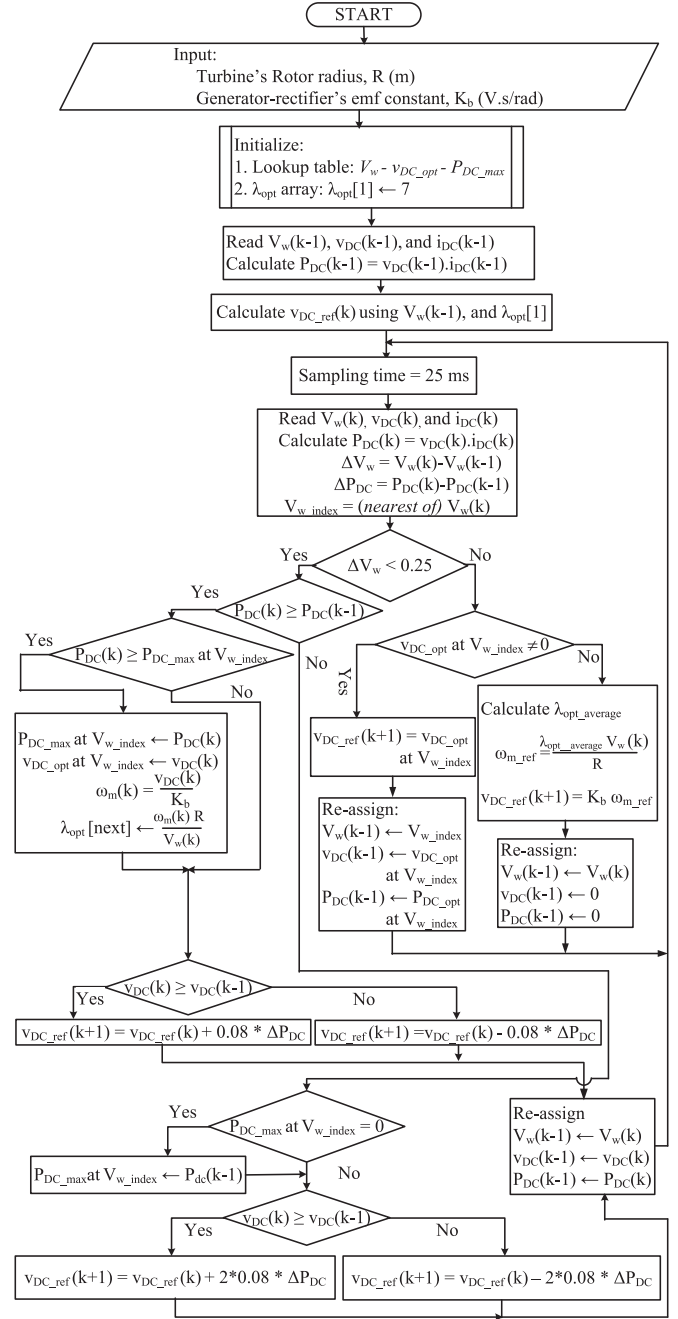 START
Input:
Turbine's Rotor radius, R (m)
Generator-rectifier's emf constant, K_b (V.s/rad)
Initialize:
1. Lookup table: V_w - v_DC_opt - P_DC_max
2. λ_opt array: λ_opt[1] ← 7
Read V_w(k-1), v_DC(k-1), and i_DC(k-1)
Calculate P_DC(k-1) = v_DC(k-1).i_DC(k-1)
Calculate v_DC_ref(k) using V_w(k-1), and λ_opt[1]
Sampling time = 25 ms
Read V_w(k), v_DC(k), and i_DC(k)
Calculate P_DC(k) = v_DC(k).i_DC(k)
ΔV_w = V_w(k)-V_w(k-1)
ΔP_DC = P_DC(k)-P_DC(k-1)
V_w_index = (nearest of) V_w(k)
ΔV_w < 0.25
Yes
No
P_DC(k) ≥ P_DC(k-1)
Yes
No
P_DC(k) ≥ P_DC_max at V_w_index
Yes
No
P_DC_max at V_w_index ← P_DC(k)
v_DC_opt at V_w_index ← v_DC(k)
ω_m(k) = v_DC(k) / K_b
λ_opt [next] ← ω_m(k) R / V_w(k)
v_DC_opt at V_w_index ≠ 0
Yes
No
v_DC_ref(k+1) = v_DC_opt
at V_w_index
Re-assign:
V_w(k-1) ← V_w_index
v_DC(k-1) ← v_DC_opt
at V_w_index
P_DC(k-1) ← P_DC_opt
at V_w_index
Calculate λ_opt_average
ω_m_ref = λ_opt_average V_w(k) / R
v_DC_ref(k+1) = K_b ω_m_ref
Re-assign:
V_w(k-1) ← V_w(k)
v_DC(k-1) ← 0
P_DC(k-1) ← 0
v_DC(k) ≥ v_DC(k-1)
Yes
No
v_DC_ref(k+1) = v_DC_ref(k) + 0.08 * ΔP_DC
v_DC_ref(k+1) =v_DC_ref(k) - 0.08 * ΔP_DC
P_DC_max at V_w_index = 0
Yes
No
P_DC_max at V_w_index ← P_dc(k-1)
v_DC(k) ≥ v_DC(k-1)
Yes
No
v_DC_ref(k+1) = v_DC_ref(k) + 2*0.08 * ΔP_DC
v_DC_ref(k+1) = v_DC_ref(k) – 2*0.08 * ΔP_DC
Re-assign
V_w(k-1) ← V_w(k)
v_DC(k-1) ← v_DC(k)
P_DC(k-1) ← P_DC(k)